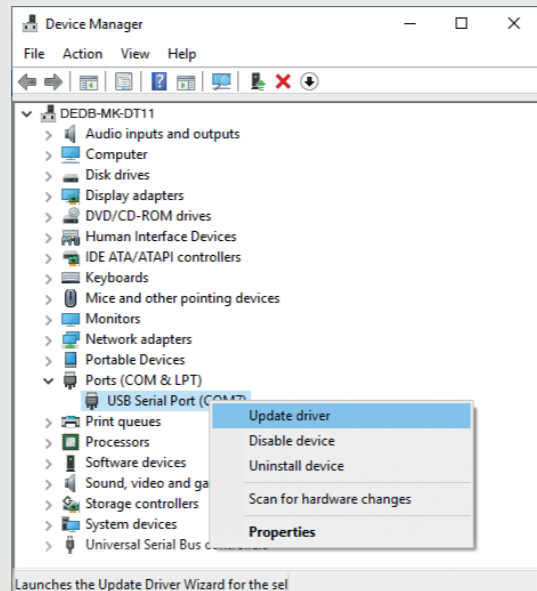 Device Manager
File Action View Help
DEDB-MK-DT11
Audio inputs and outputs
Computer
Disk drives
Display adapters
DVD/CD-ROM drives
Human Interface Devices
IDE ATA/ATAPI controllers
Keyboards
Mice and other pointing devices
Monitors
Network adapters
Portable Devices
Ports (COM & LPT)
USB Serial Port (COM7)
Update driver
Print queues
Disable device
Processors
Software devices
Uninstall device
Sound, video and ga
Storage controllers
Scan for hardware changes
System devices
Properties
Universal Serial Bus
Launches the Update Driver Wizard for the sel